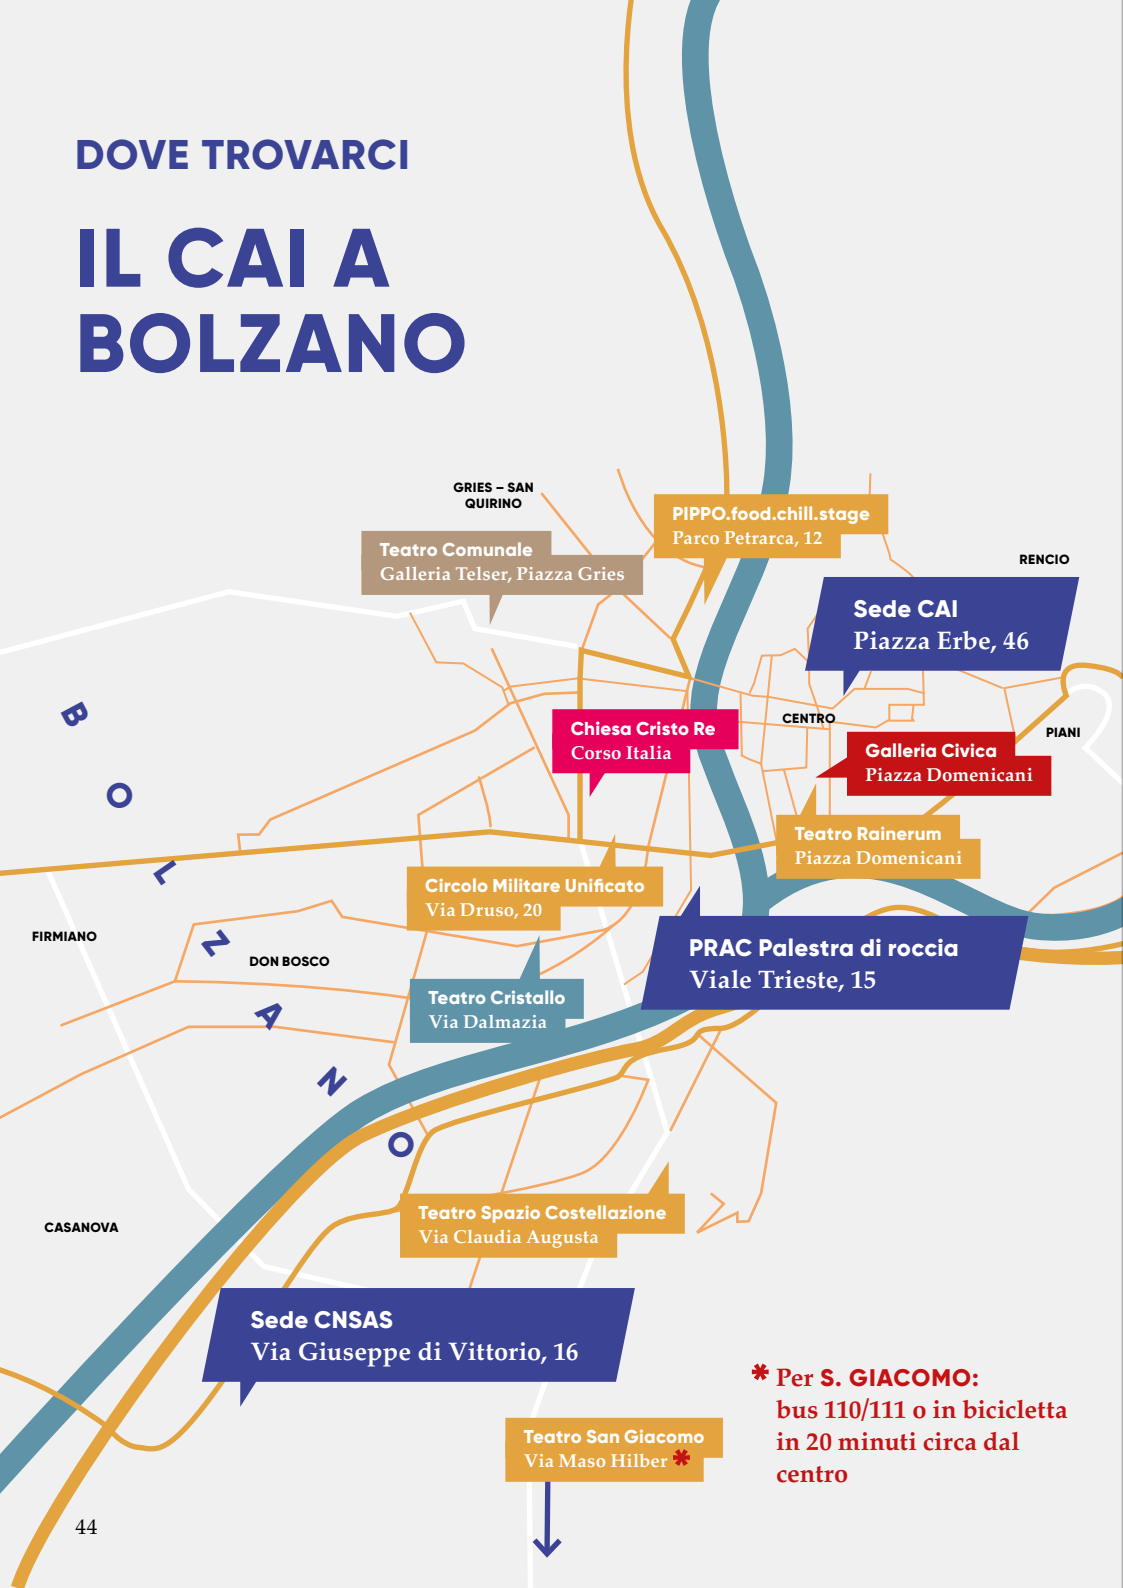 DOVE TROVARCI
IL CAI A
BOLZANO
GRIES – SAN
QUIRINO
PIPPO.food.chill.stage
Parco Petrarca, 12
Teatro Comunale
Galleria Telser, Piazza Gries
RENCIO
Sede CAI
Piazza Erbe, 46
CENTRO
Chiesa Cristo Re
Corso Italia
PIANI
Galleria Civica
Piazza Domenicani
Teatro Rainerum
Piazza Domenicani
Circolo Militare Unificato
Via Druso, 20
BOLZANO
FIRMIANO
DON BOSCO
PRAC Palestra di roccia
Viale Trieste, 15
Teatro Cristallo
Via Dalmazia
Teatro Spazio Costellazione
Via Claudia Augusta
CASANOVA
Sede CNSAS
Via Giuseppe di Vittorio, 16
* Per S. GIACOMO:
bus 110/111 o in bicicletta
in 20 minuti circa dal
centro
Teatro San Giacomo
Via Maso Hilber *
44